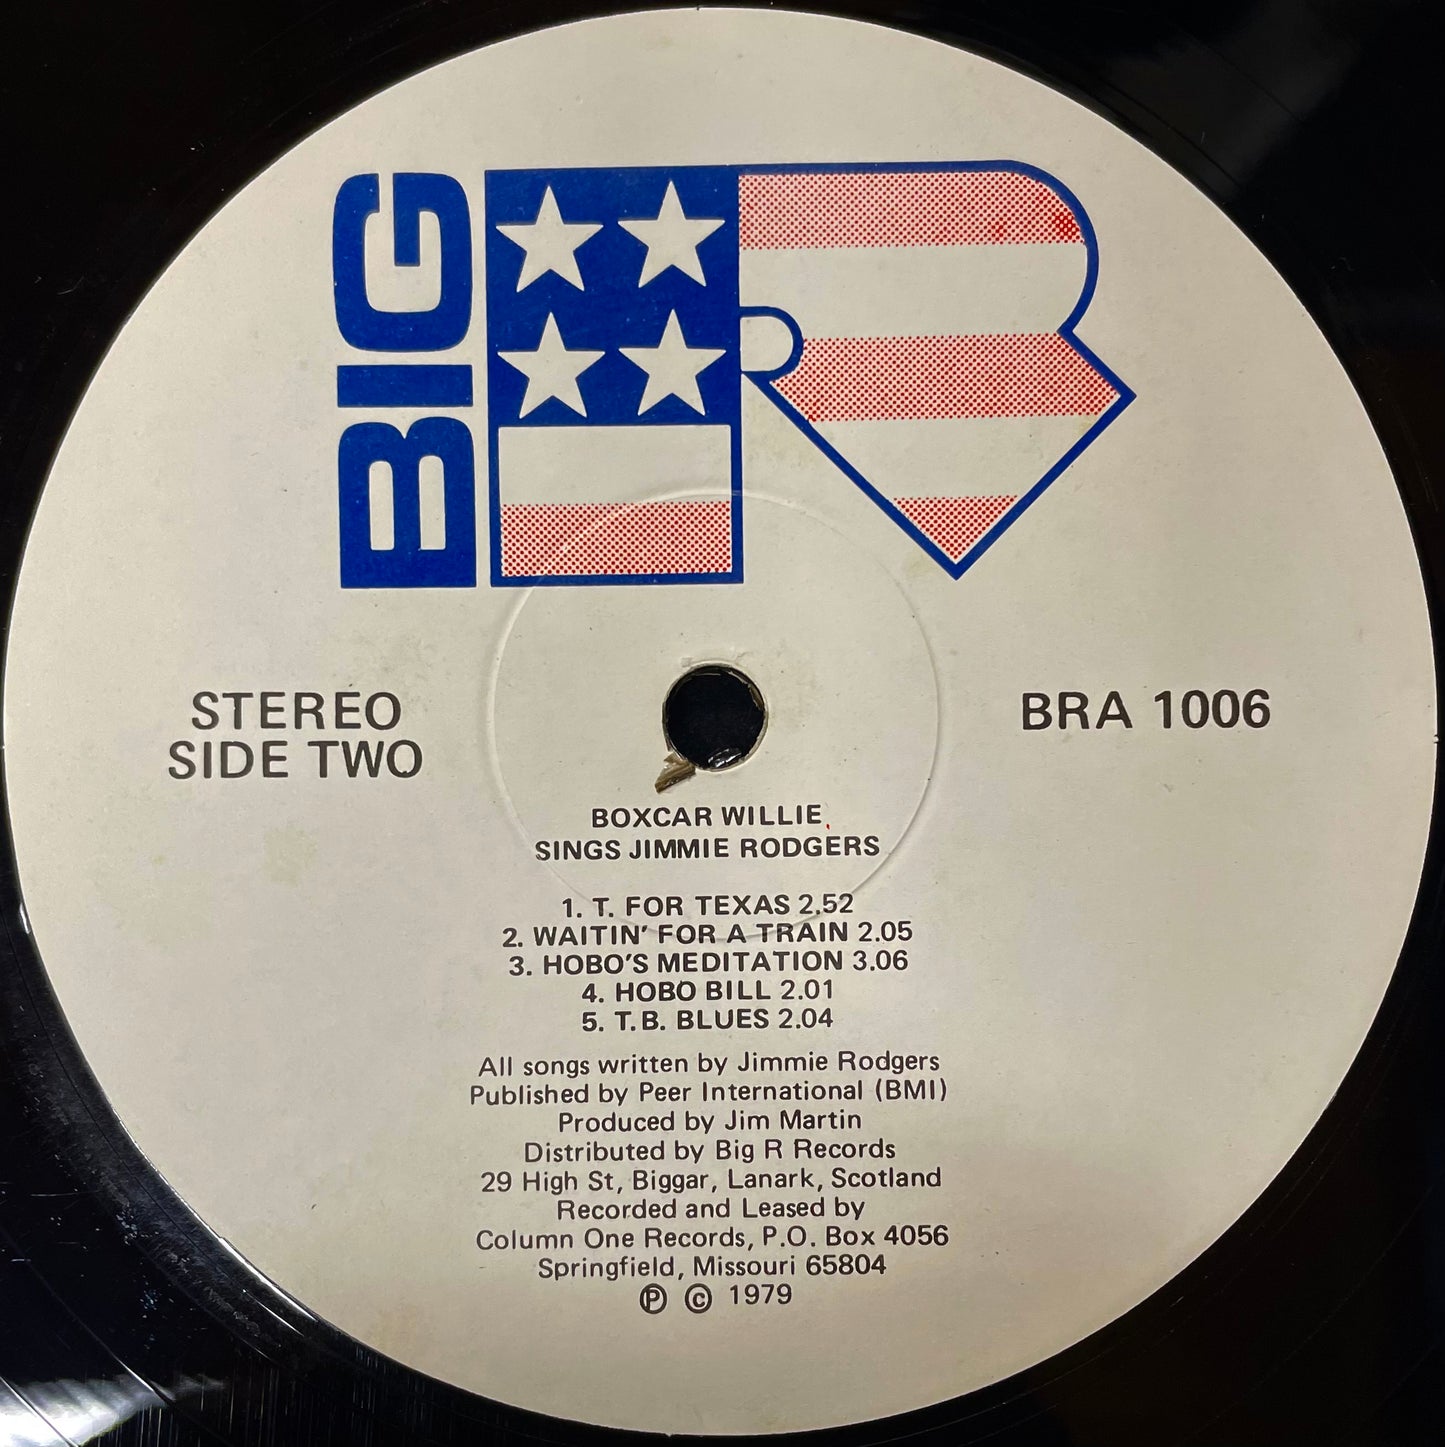 BIG R
STEREO
SIDE TWO
BRA 1006
BOXCAR WILLIE
SINGS JIMMIE RODGERS
1. T. FOR TEXAS 2.52
2. WAITIN' FOR A TRAIN 2.05
3. HOBO'S MEDITATION 3.06
4. HOBO BILL 2.01
5. T.B. BLUES 2.04
All songs written by Jimmie Rodgers
Published by Peer International (BMI)
Produced by Jim Martin
Distributed by Big R Records
29 High St, Biggar, Lanark, Scotland
Recorded and Leased by
Column One Records, P.O. Box 4056
Springfield, Missouri 65804
Ⓟ © 1979